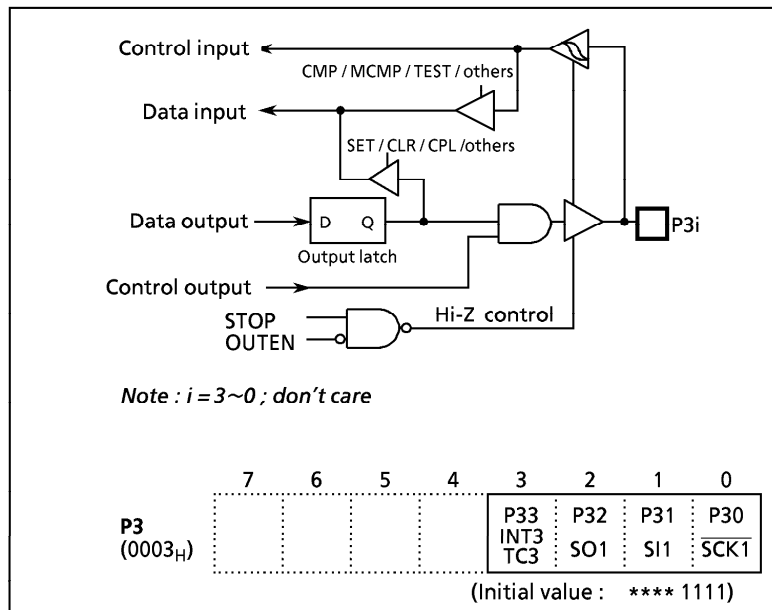 Control input
CMP / MCMP / TEST / others
Data input
SET / CLR / CPL /others
Data output
D Q
P3i
Output latch
Control output
STOP
OUTEN
Hi-Z control
Note : i = 3~0 ; don't care
7 6 5 4 3 2 1 0
P3
(0003H)
P33 P32 P31 P30
INT3
TC3 SO1 SI1 S̅C̅K̅1̅
(Initial value : **** 1111)